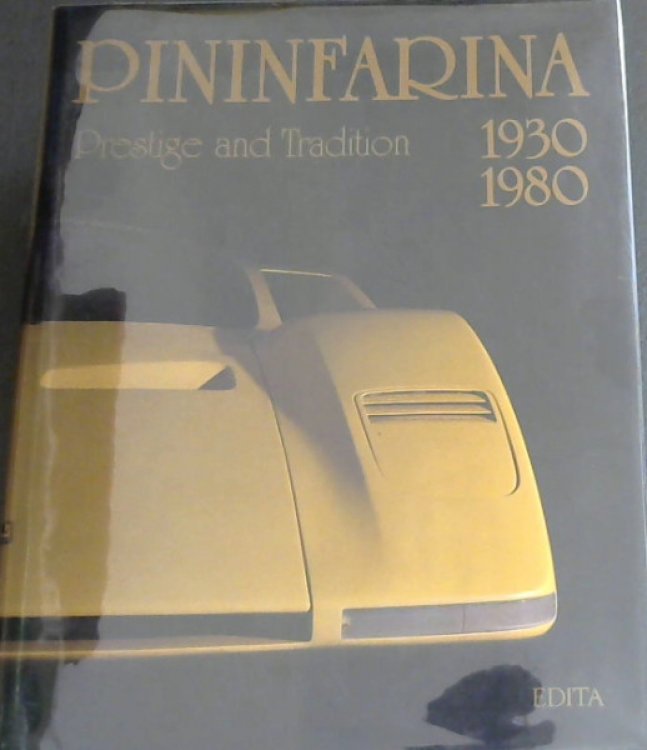 PININFARINA
Prestige and Tradition 1930
1980
EDITA